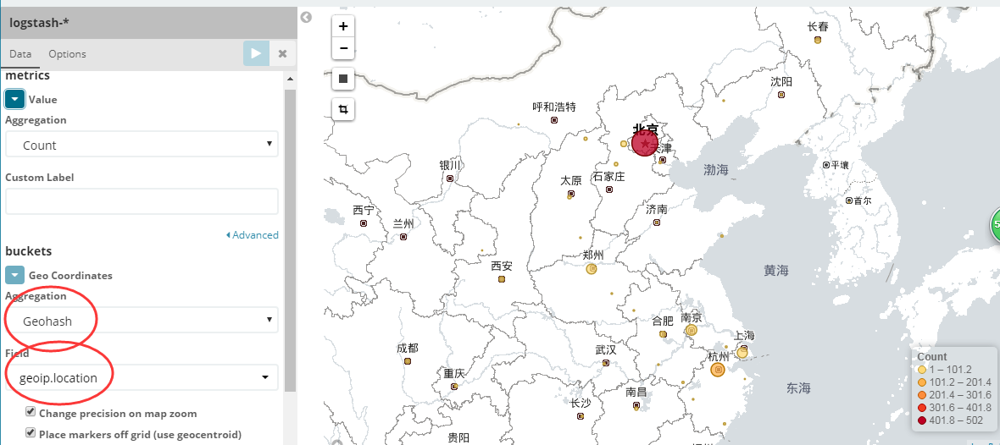 logstash-*
Data Options
metrics
Value
Aggregation
Count
Custom Label
Advanced
buckets
Geo Coordinates
Aggregation
Geohash
Field
geoip.location
Change precision on map zoom
Place markers off grid (use geocentroid)
+
−
长春
沈阳
呼和浩特
北京
天津
平壤
银川
渤海
石家庄
太原
首尔
西宁
济南
兰州
郑州
西安
黄海
合肥
南京
上海
成都
武汉
杭州
重庆
东海
南昌
长沙
贵阳
Count
1 – 101.2
101.2 – 201.4
201.4 – 301.6
301.6 – 401.8
401.8 – 502